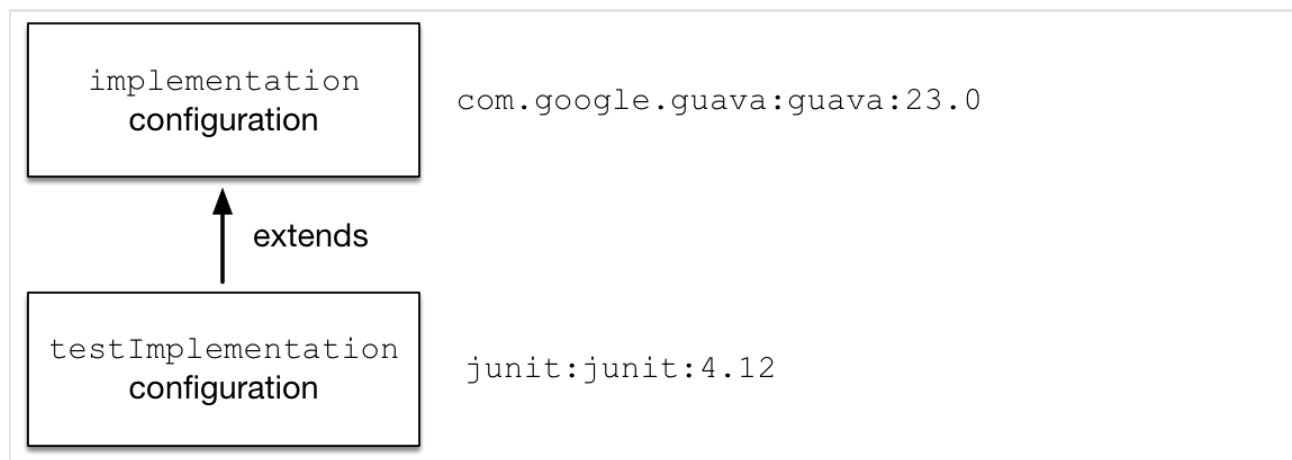 implementation
configuration
com.google.guava:guava:23.0
extends
testImplementation
configuration
junit:junit:4.12